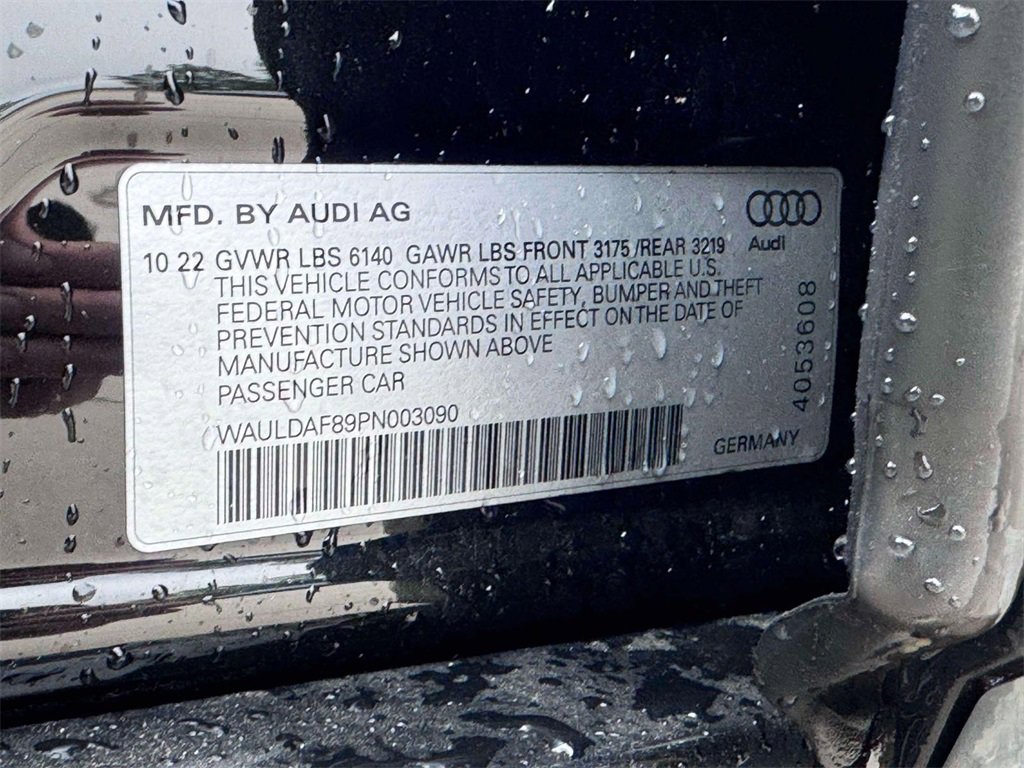 MFD. BY AUDI AG
Audi
10 22 GVWR LBS 6140 GAWR LBS FRONT 3175 /REAR 3219
THIS VEHICLE CONFORMS TO ALL APPLICABLE U.S.
FEDERAL MOTOR VEHICLE SAFETY, BUMPER AND THEFT
PREVENTION STANDARDS IN EFFECT ON THE DATE OF
MANUFACTURE SHOWN ABOVE
PASSENGER CAR
WAULDAF89PN003090
GERMANY
4053608